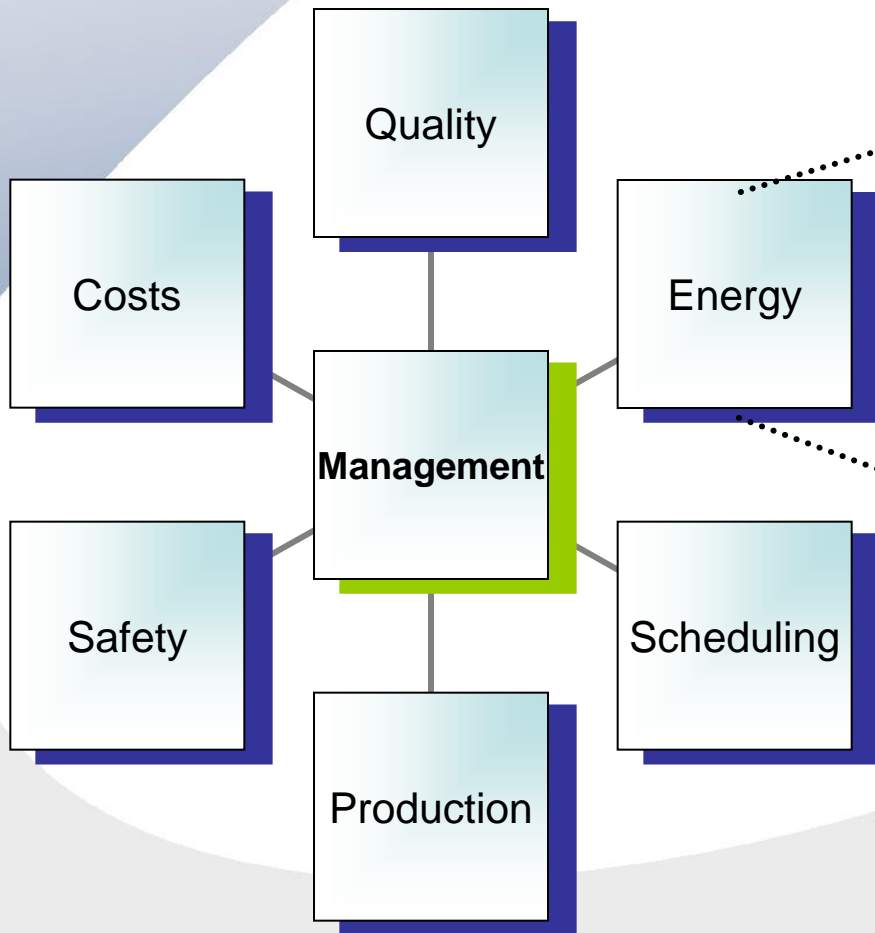 Quality
Costs
Energy
Management
Safety
Scheduling
Production